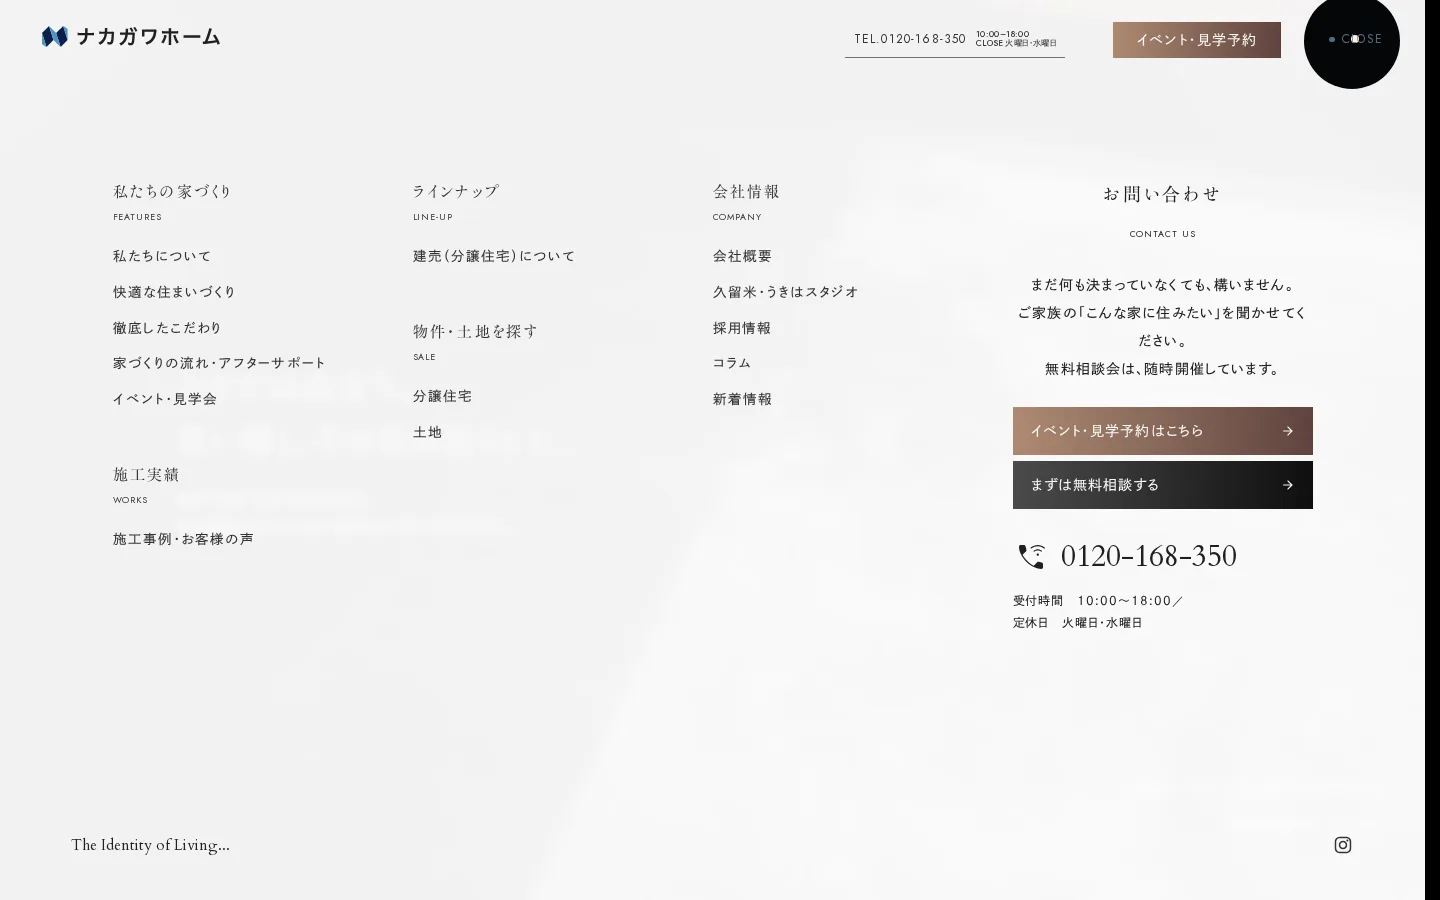 ナカガワホーム
TEL.0120-168-350
10:00–18:00
CLOSE 火曜日・水曜日
イベント・見学予約
CLOSE
私たちの家づくり
FEATURES
私たちについて
快適な住まいづくり
徹底したこだわり
家づくりの流れ・アフターサポート
イベント・見学会
施工実績
WORKS
施工事例・お客様の声
ラインナップ
LINE-UP
建売(分譲住宅)について
物件・土地を探す
SALE
分譲住宅
土地
会社情報
COMPANY
会社概要
久留米・うきはスタジオ
採用情報
コラム
新着情報
お問い合わせ
CONTACT US
まだ何も決まっていなくても、構いません。
ご家族の「こんな家に住みたい」を聞かせてく
ださい。
無料相談会は、随時開催しています。
イベント・見学予約はこちら
まずは無料相談する
0120-168-350
受付時間　10:00〜18:00／
定休日　火曜日・水曜日
The Identity of Living...